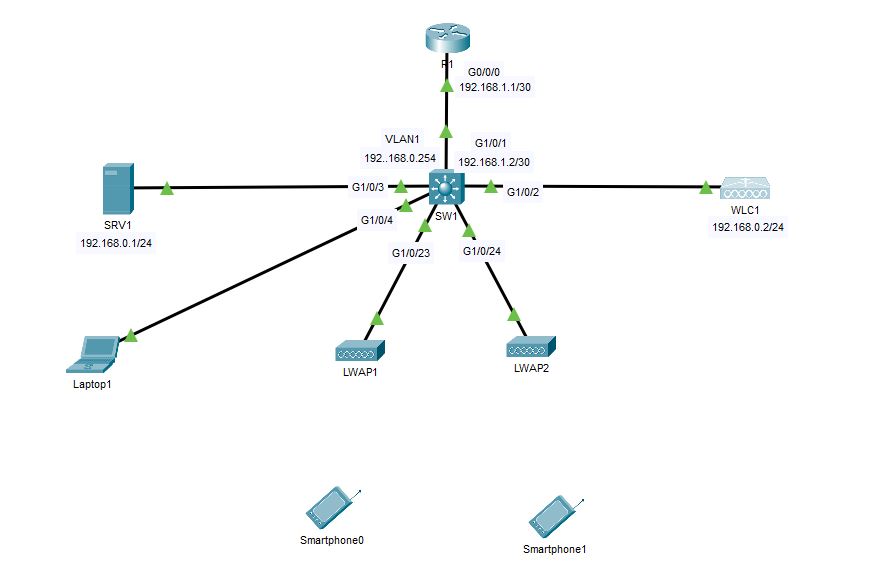 R1
G0/0/0
192.168.1.1/30
VLAN1
192..168.0.254
G1/0/1
192.168.1.2/30
G1/0/3
G1/0/2
SW1
G1/0/4
SRV1
192.168.0.1/24
WLC1
192.168.0.2/24
G1/0/23
G1/0/24
Laptop1
LWAP1
LWAP2
Smartphone0
Smartphone1